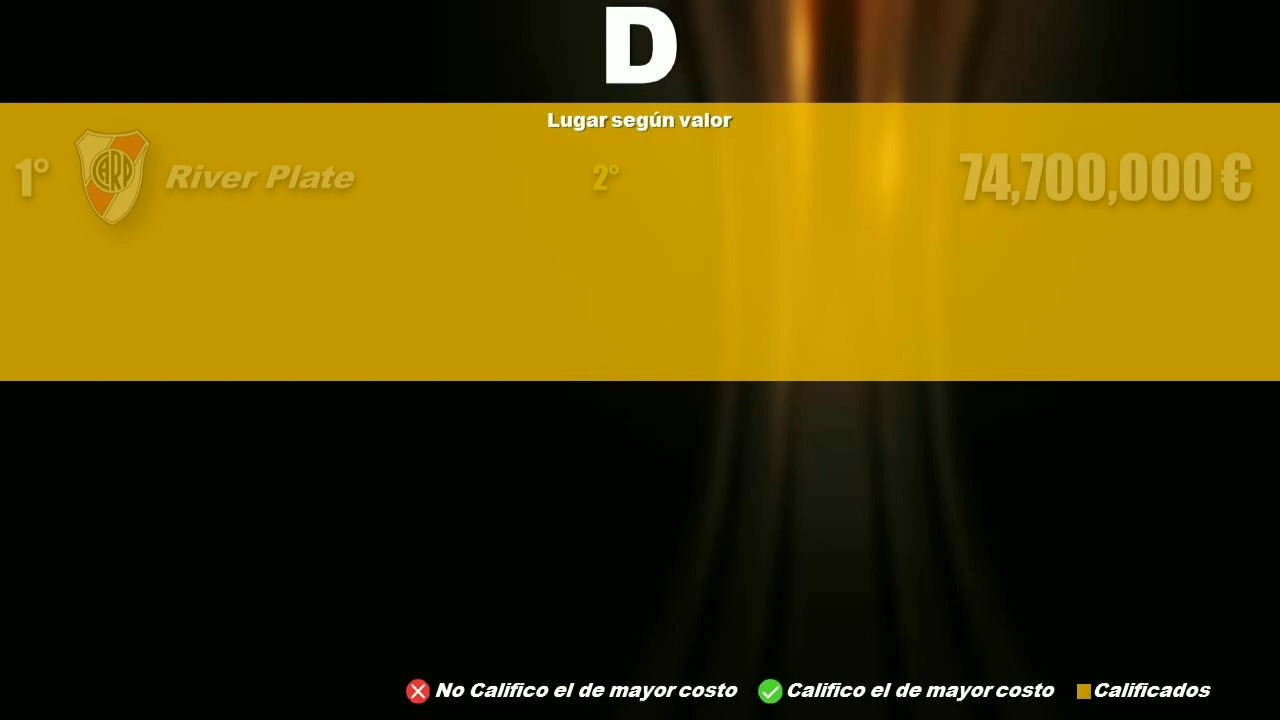 D
Lugar según valor
1° CARP River Plate 2° 74,700,000 €
No Califico el de mayor costo Califico el de mayor costo Calificados